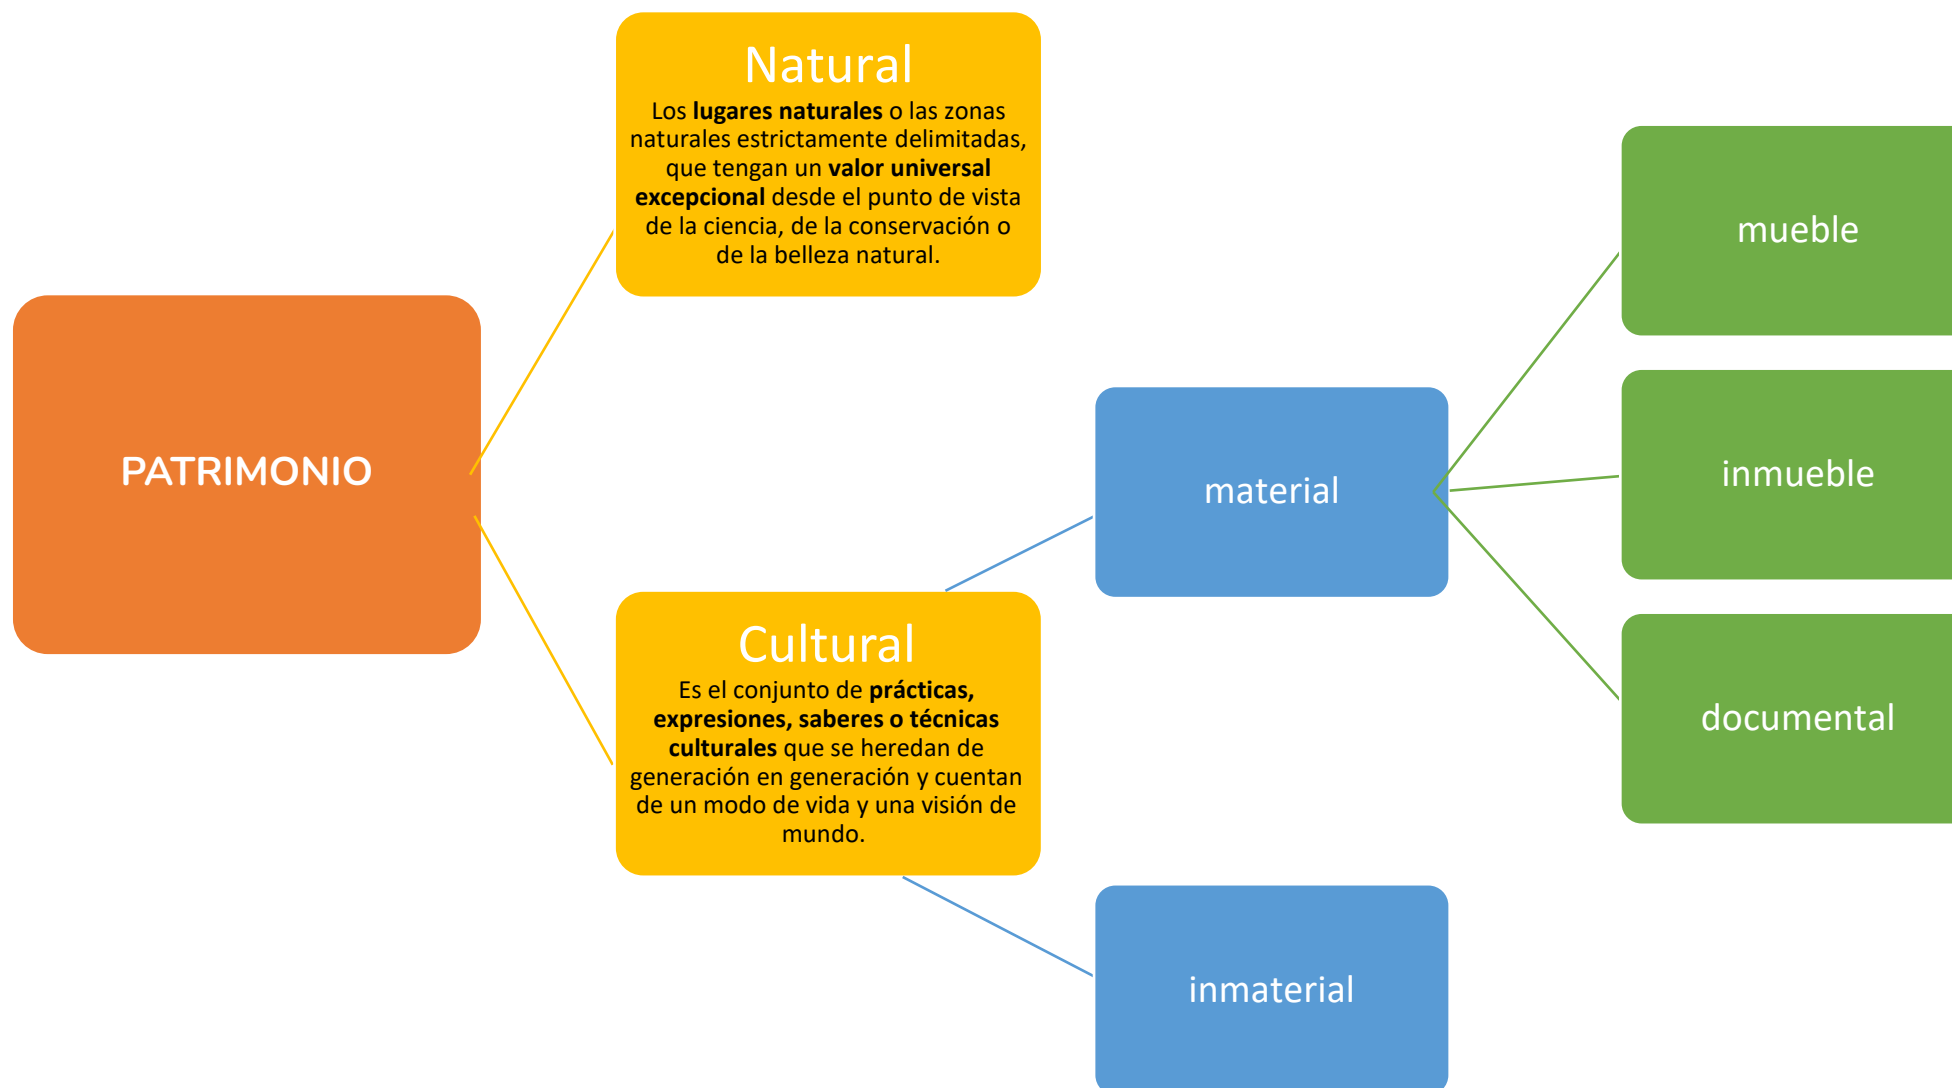 PATRIMONIO
Natural
Los lugares naturales o las zonas
naturales estrictamente delimitadas,
que tengan un valor universal
excepcional desde el punto de vista
de la ciencia, de la conservación o
de la belleza natural.
Cultural
Es el conjunto de prácticas,
expresiones, saberes o técnicas
culturales que se heredan de
generación en generación y cuentan
de un modo de vida y una visión de
mundo.
material
inmaterial
mueble
inmueble
documental